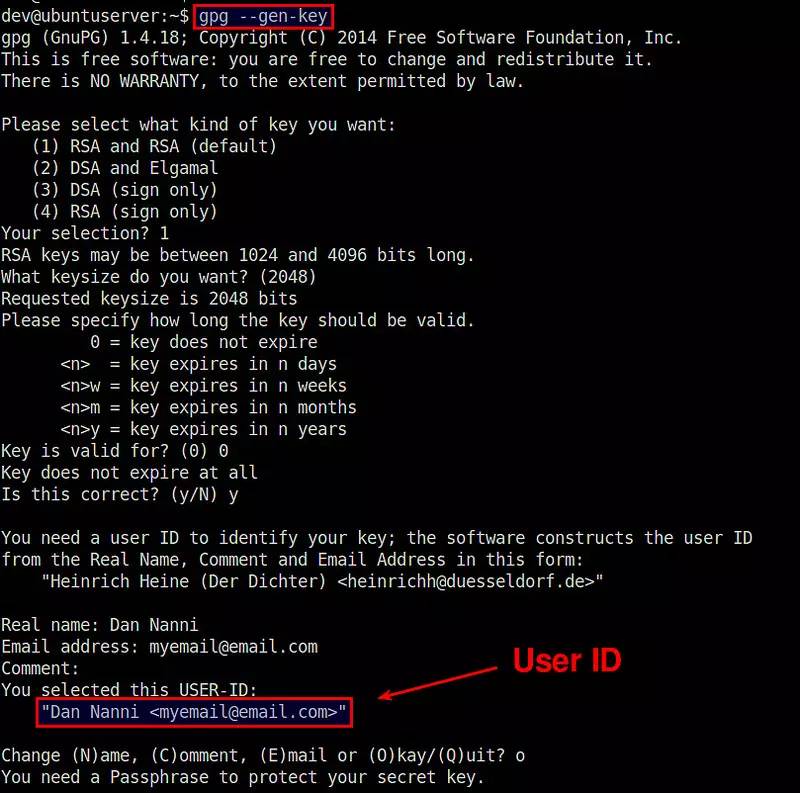 dev@ubuntuserver:~$ gpg --gen-key
gpg (GnuPG) 1.4.18; Copyright (C) 2014 Free Software Foundation, Inc.
This is free software: you are free to change and redistribute it.
There is NO WARRANTY, to the extent permitted by law.

Please select what kind of key you want:
   (1) RSA and RSA (default)
   (2) DSA and Elgamal
   (3) DSA (sign only)
   (4) RSA (sign only)
Your selection? 1
RSA keys may be between 1024 and 4096 bits long.
What keysize do you want? (2048)
Requested keysize is 2048 bits
Please specify how long the key should be valid.
         0 = key does not expire
      <n>  = key expires in n days
      <n>w = key expires in n weeks
      <n>m = key expires in n months
      <n>y = key expires in n years
Key is valid for? (0) 0
Key does not expire at all
Is this correct? (y/N) y

You need a user ID to identify your key; the software constructs the user ID
from the Real Name, Comment and Email Address in this form:
    "Heinrich Heine (Der Dichter) <heinrichh@duesseldorf.de>"

Real name: Dan Nanni
Email address: myemail@email.com
User ID
Comment:
You selected this USER-ID:
    "Dan Nanni <myemail@email.com>"

Change (N)ame, (C)omment, (E)mail or (O)kay/(Q)uit? o
You need a Passphrase to protect your secret key.